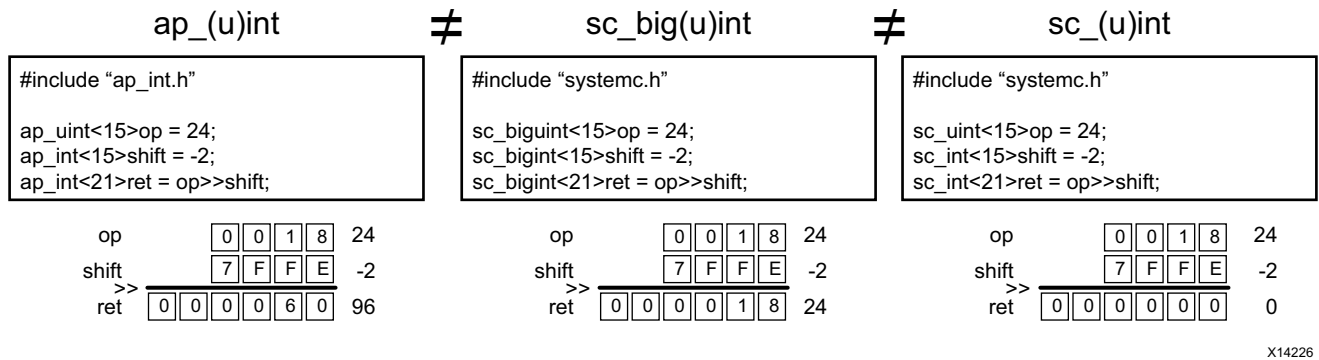 ap_(u)int ≠ sc_big(u)int ≠ sc_(u)int
#include “ap_int.h”
ap_uint<15>op = 24;
ap_int<15>shift = -2;
ap_int<21>ret = op>>shift;
op 0 0 1 8 24
shift 7 F F E -2
>>
ret 0 0 0 0 6 0 96
#include “systemc.h”
sc_biguint<15>op = 24;
sc_bigint<15>shift = -2;
sc_bigint<21>ret = op>>shift;
op 0 0 1 8 24
shift 7 F F E -2
>>
ret 0 0 0 0 1 8 24
#include “systemc.h”
sc_uint<15>op = 24;
sc_int<15>shift = -2;
sc_int<21>ret = op>>shift;
op 0 0 1 8 24
shift 7 F F E -2
>>
ret 0 0 0 0 0 0 0
X14226